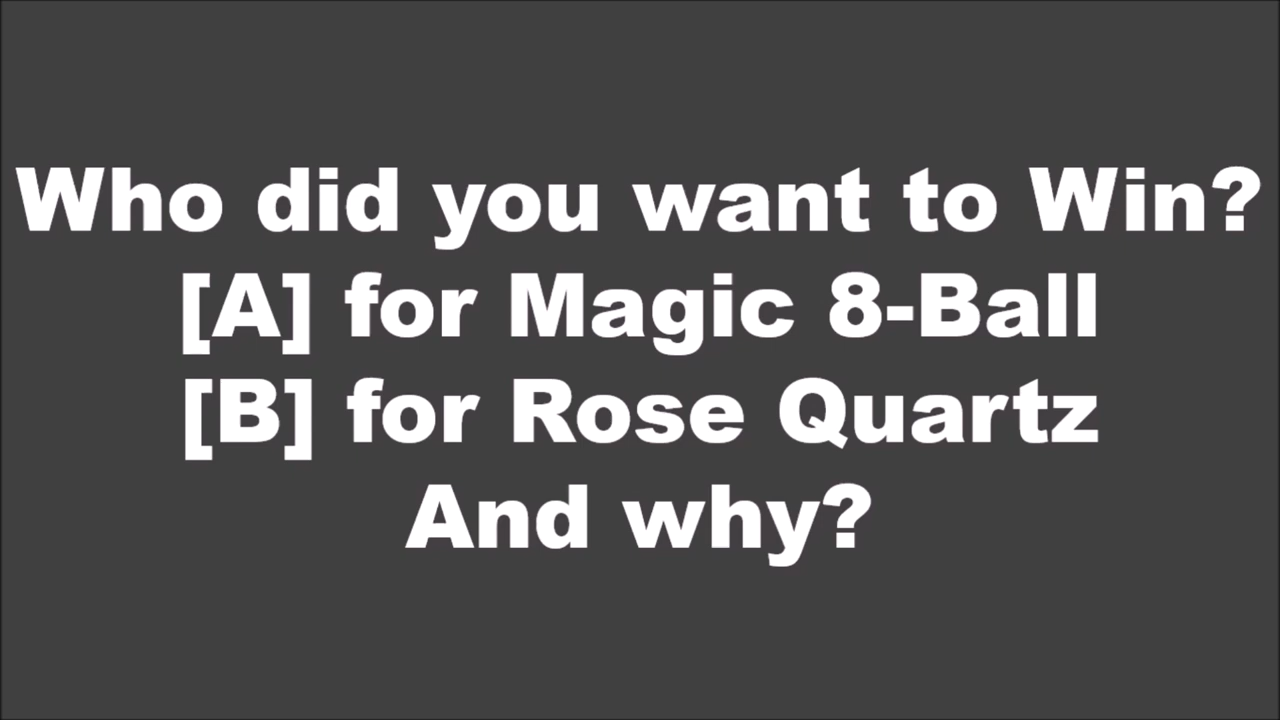 Who did you want to Win?
[A] for Magic 8-Ball
[B] for Rose Quartz
And why?